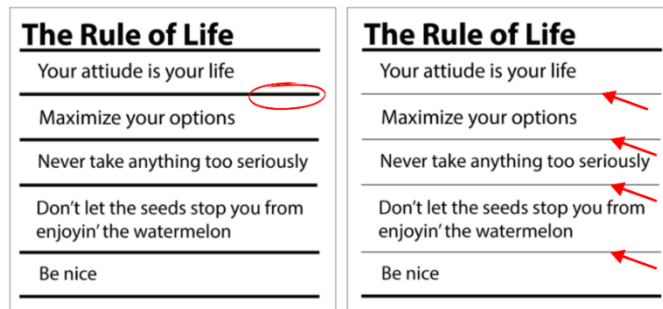 The Rule of Life
Your attiude is your life
Maximize your options
Never take anything too seriously
Don't let the seeds stop you from
enjoyin' the watermelon
Be nice
The Rule of Life
Your attiude is your life
Maximize your options
Never take anything too seriously
Don't let the seeds stop you from
enjoyin' the watermelon
Be nice